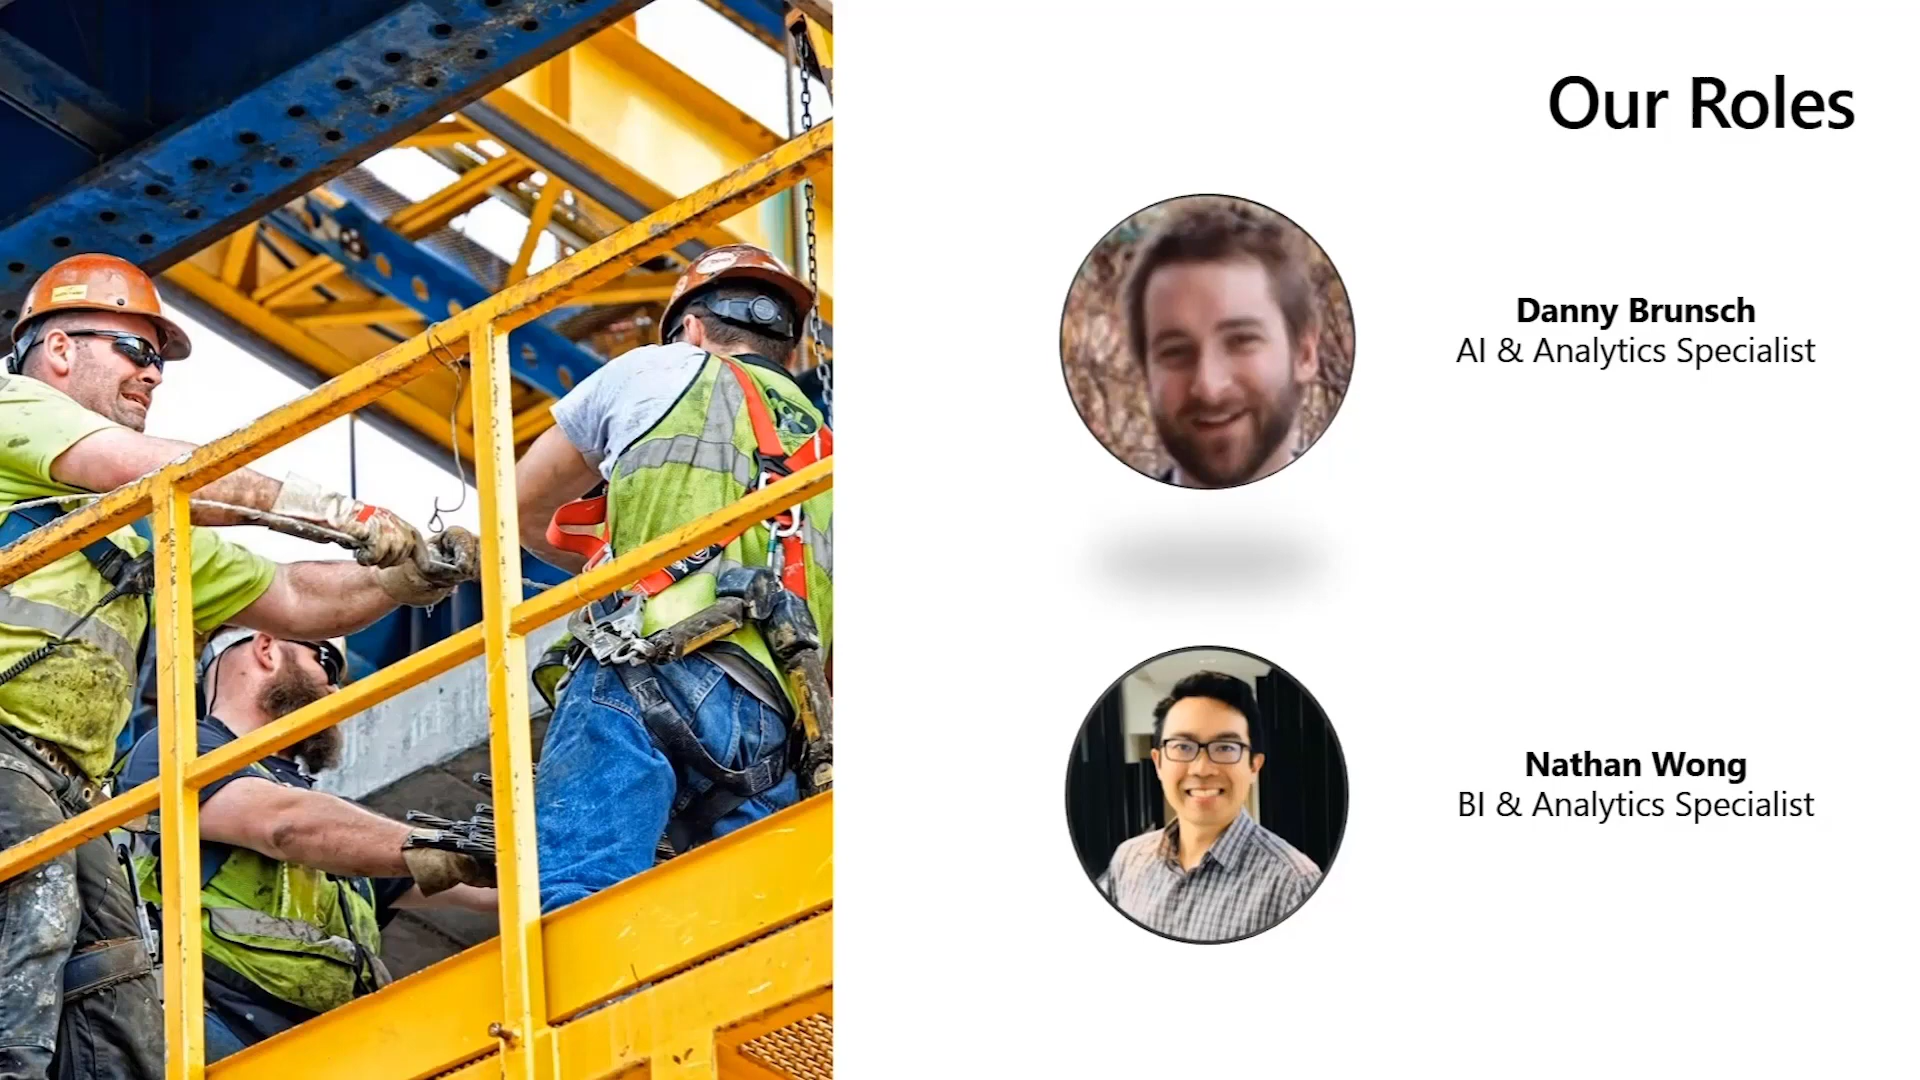 Our Roles
Danny Brunsch
AI & Analytics Specialist
Nathan Wong
BI & Analytics Specialist